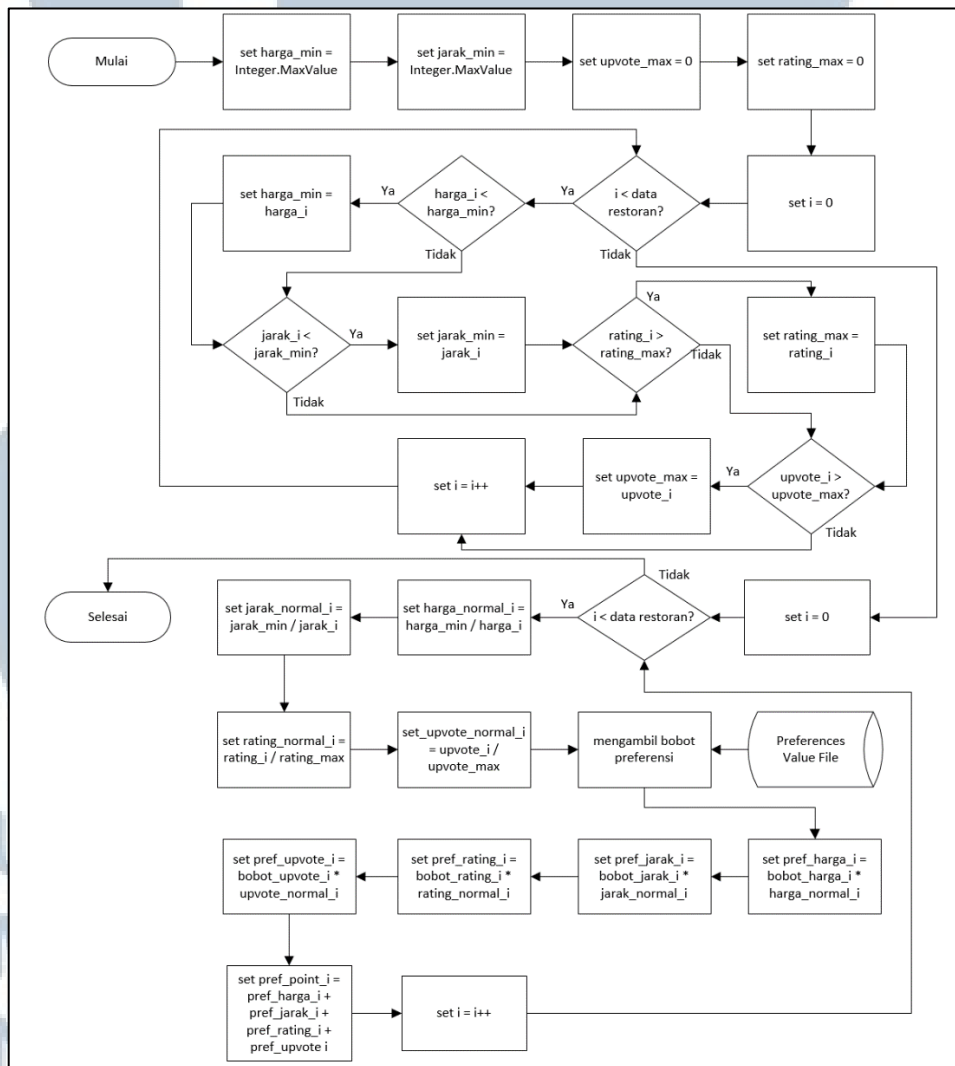 Mulai
set harga_min =
Integer.MaxValue
set jarak_min =
Integer.MaxValue
set upvote_max = 0
set rating_max = 0
set i = 0
i < data
restoran?
Ya
Tidak
harga_i <
harga_min?
Ya
Tidak
set harga_min =
harga_i
jarak_i <
jarak_min?
Ya
Tidak
set jarak_min =
jarak_i
rating_i >
rating_max?
Ya
Tidak
set rating_max =
rating_i
upvote_i >
upvote_max?
Ya
Tidak
set upvote_max =
upvote_i
set i = i++
set i = 0
i < data restoran?
Tidak
Ya
Selesai
set harga_normal_i =
harga_min / harga_i
set jarak_normal_i =
jarak_min / jarak_i
set rating_normal_i =
rating_i / rating_max
set_upvote_normal_i
= upvote_i /
upvote_max
mengambil bobot
preferensi
Preferences
Value File
set pref_harga_i =
bobot_harga_i *
harga_normal_i
set pref_jarak_i =
bobot_jarak_i *
jarak_normal_i
set pref_rating_i =
bobot_rating_i *
rating_normal_i
set pref_upvote_i =
bobot_upvote_i *
upvote_normal_i
set pref_point_i =
pref_harga_i +
pref_jarak_i +
pref_rating_i +
pref_upvote i
set i = i++